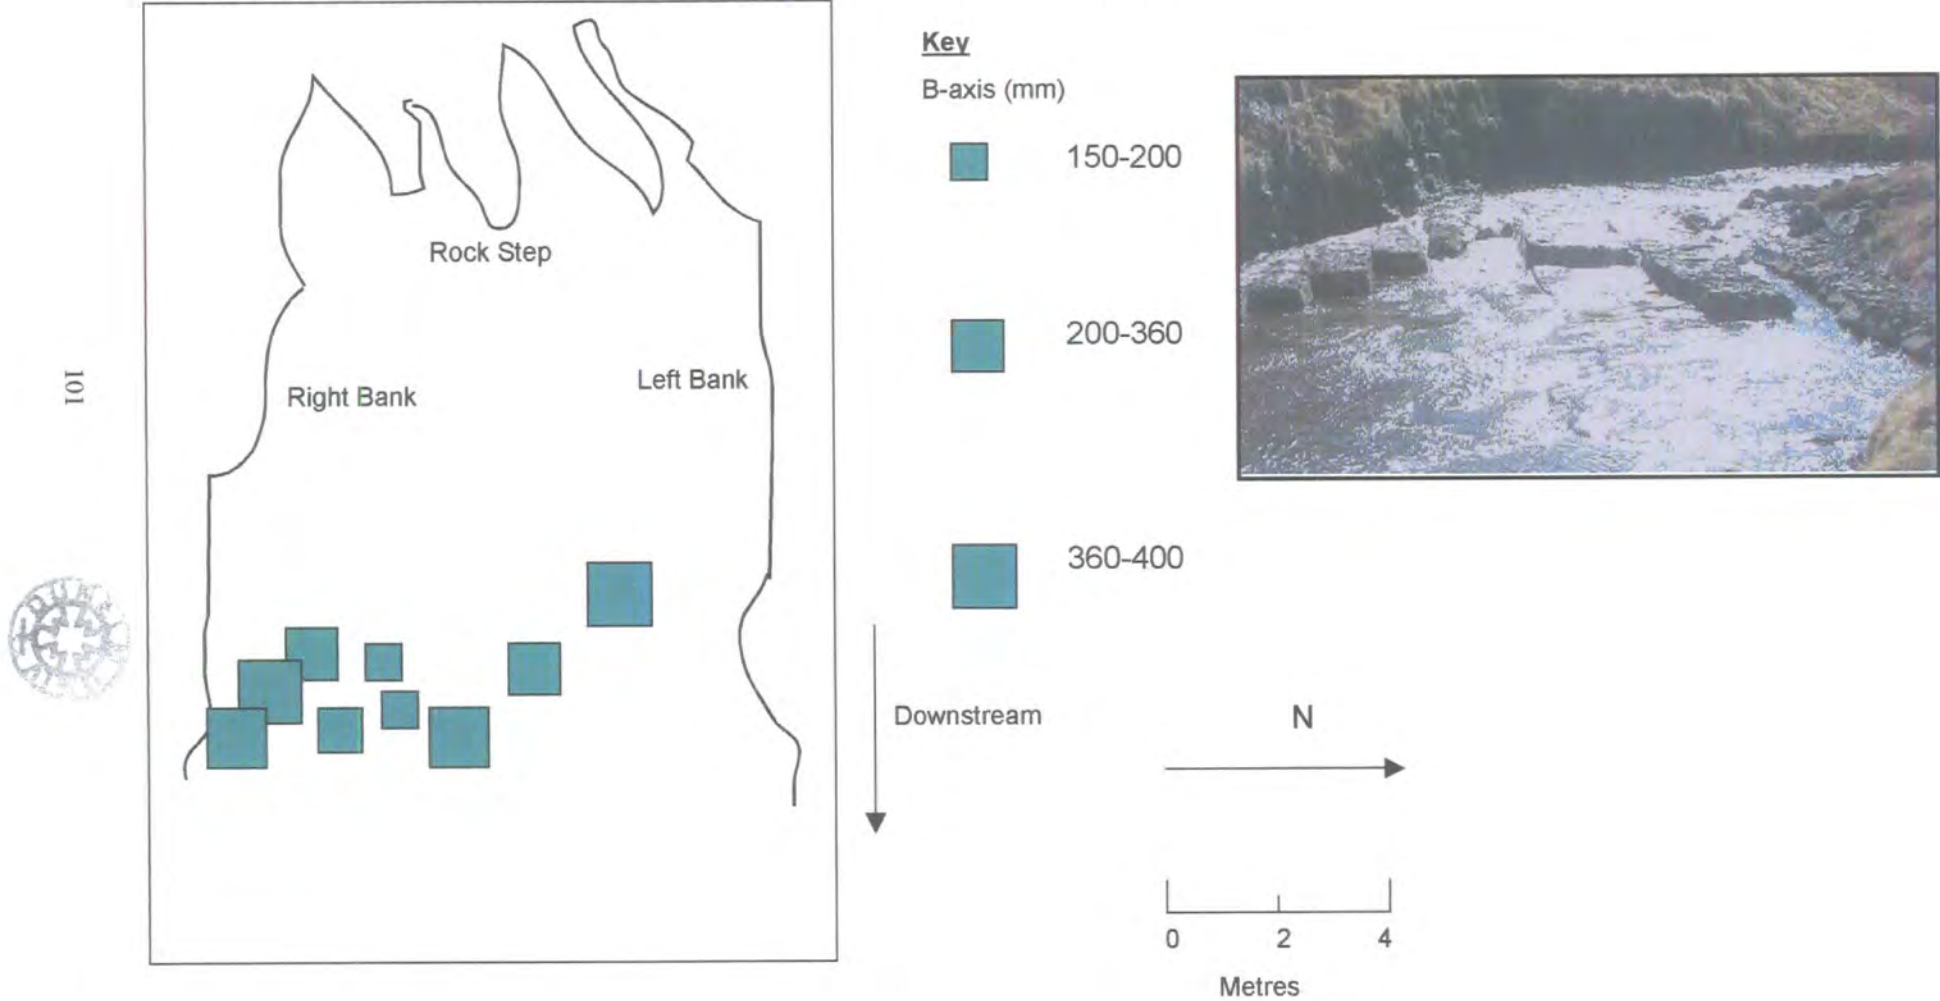 Rock Step
Right Bank
Left Bank
Key
B-axis (mm)
150-200
200-360
360-400
Downstream
N
0 2 4
Metres
101